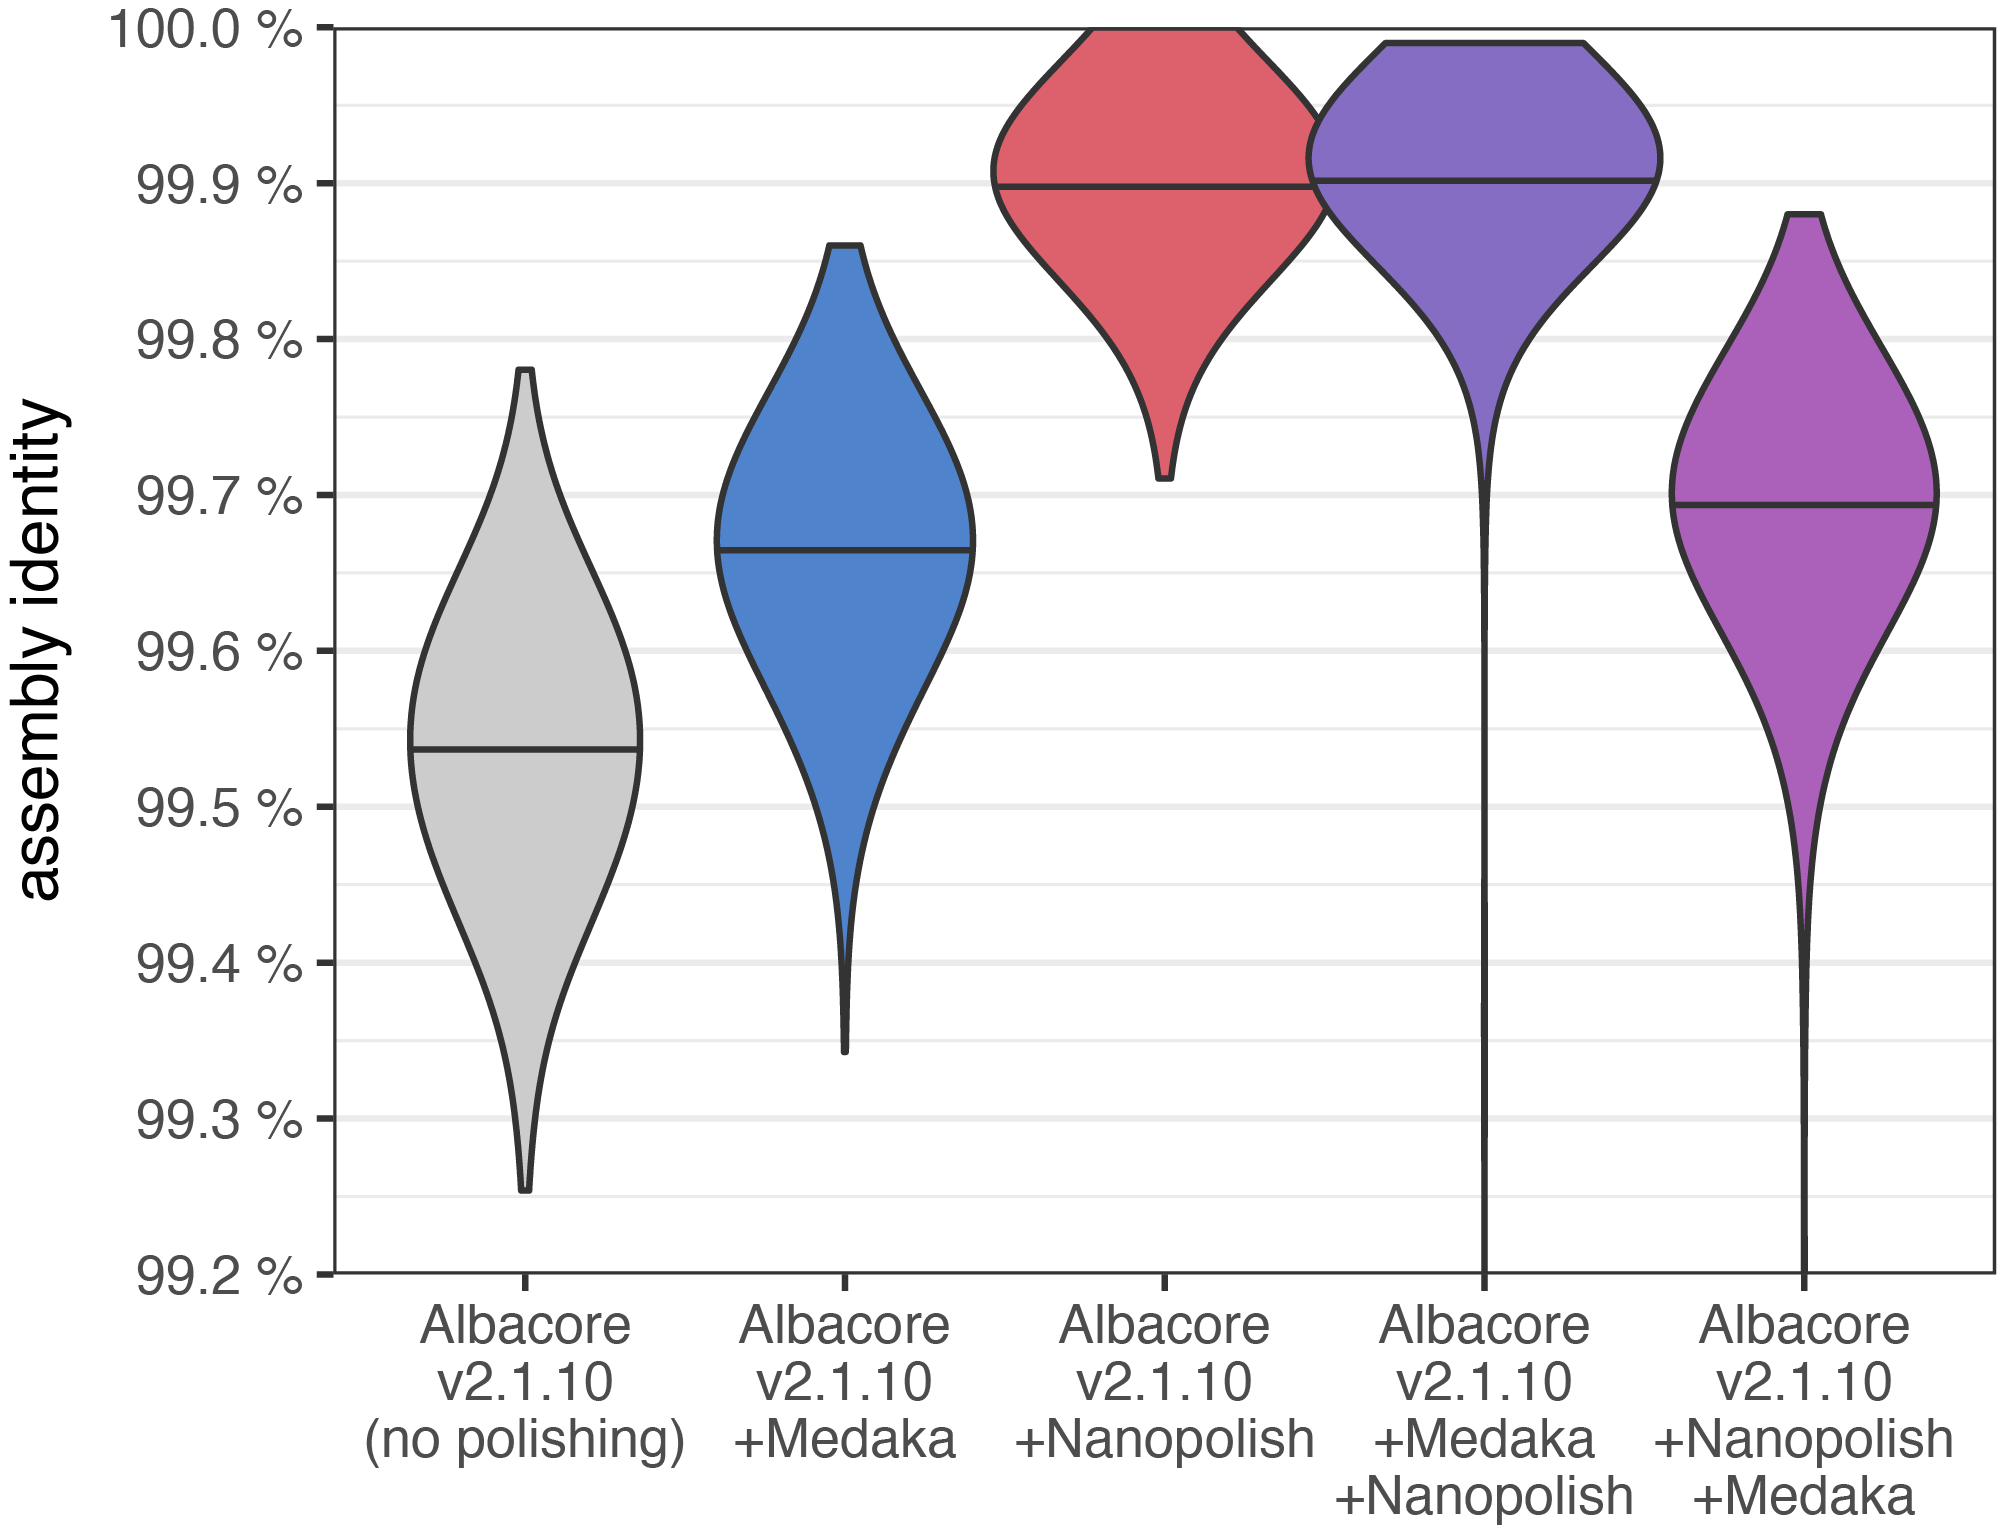 assembly identity
100.0 %
99.9 %
99.8 %
99.7 %
99.6 %
99.5 %
99.4 %
99.3 %
99.2 %
Albacore
v2.1.10
(no polishing)
Albacore
v2.1.10
+Medaka
Albacore
v2.1.10
+Nanopolish
Albacore
v2.1.10
+Medaka
+Nanopolish
Albacore
v2.1.10
+Nanopolish
+Medaka